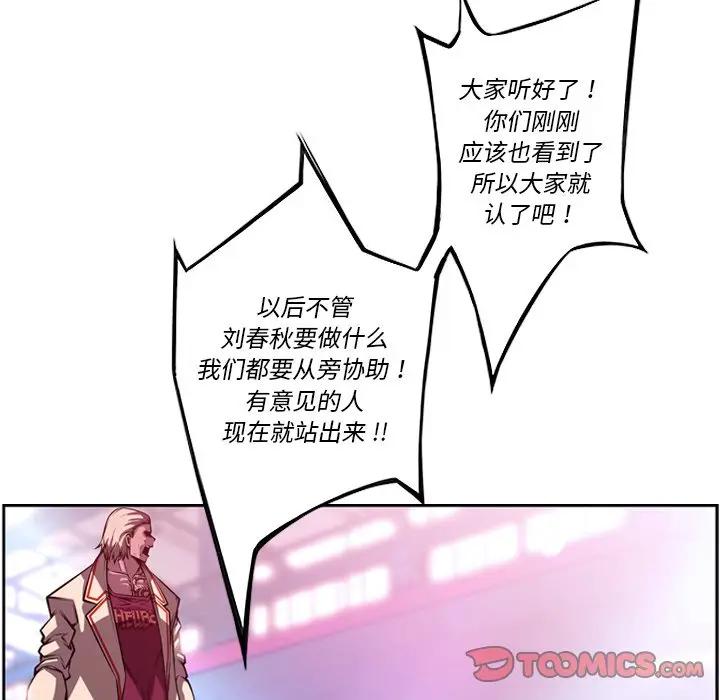 大家听好了！
你们刚刚
应该也看到了
所以大家就
认了吧！
以后不管
刘春秋要做什么
我们都要从旁协助！
有意见的人
现在就站出来!!
TOOMICS.COM